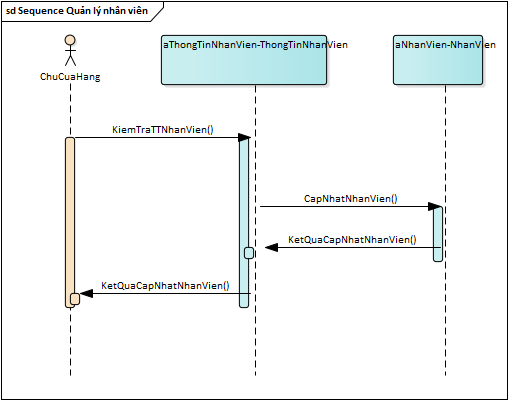 sd Sequence Quản lý nhân viên
aThongTinNhanVien-ThongTinNhanVien
aNhanVien-NhanVien
ChuCuaHang
KiemTraTTNhanVien()
CapNhatNhanVien()
KetQuaCapNhatNhanVien()
KetQuaCapNhatNhanVien()